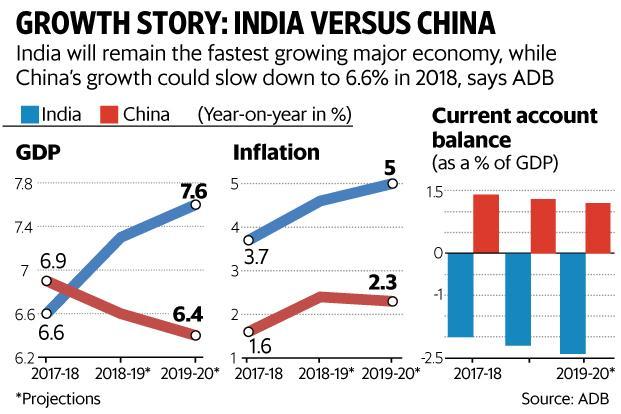 GROWTH STORY: INDIA VERSUS CHINA
India will remain the fastest growing major economy, while
China's growth could slow down to 6.6% in 2018, says ADB
India China (Year-on-year in %)
GDP
7.8
7.4
7
6.6
6.2
7.6
6.9
6.6
6.4
2017-18 2018-19* 2019-20*
Inflation
5
4
3
2
1
5
3.7
2.3
1.6
2017-18 2018-19* 2019-20*
Current account
balance
(as a % of GDP)
1.5
0
-1
-2.5
2017-18 2019-20*
*Projections
Source: ADB